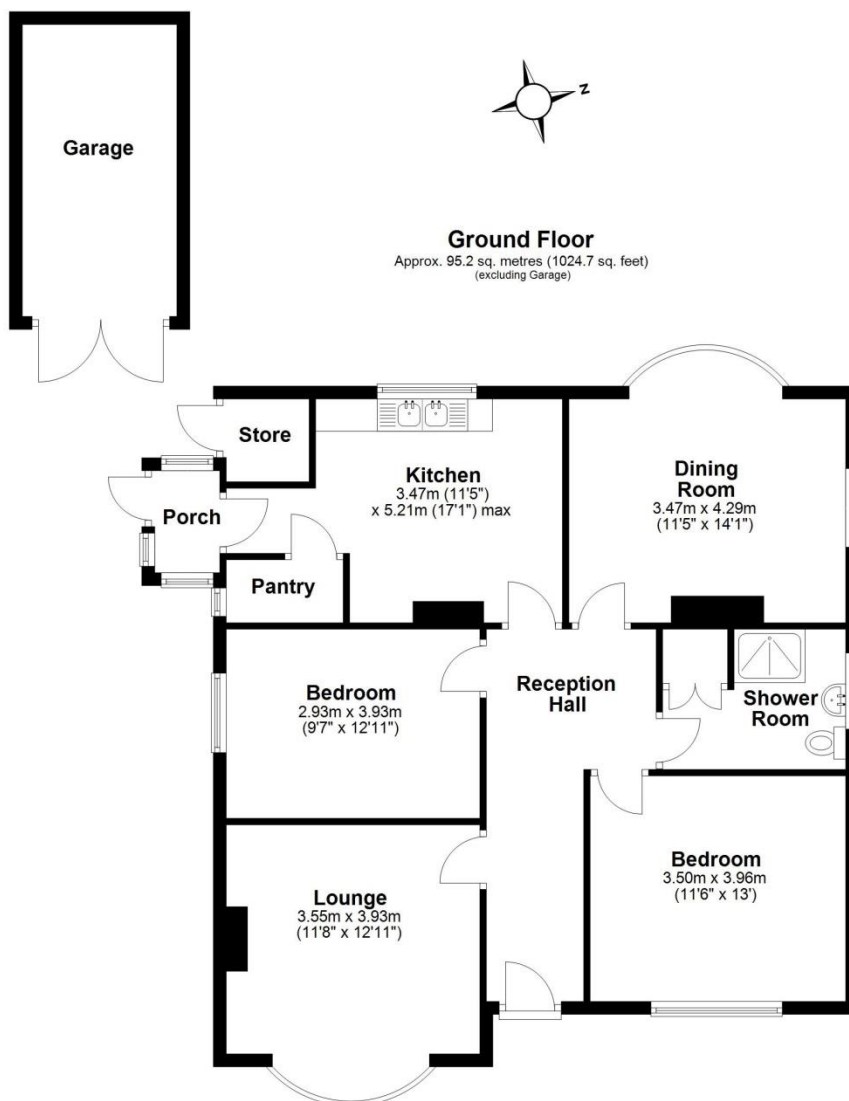 Garage
Z
Ground Floor
Approx. 95.2 sq. metres (1024.7 sq. feet)
(excluding Garage)
Store
Kitchen
3.47m (11'5")
x 5.21m (17'1") max
Dining
Room
3.47m x 4.29m
(11'5" x 14'1")
Porch
Pantry
Bedroom
2.93m x 3.93m
(9'7" x 12'11")
Reception
Hall
Shower
Room
Lounge
3.55m x 3.93m
(11'8" x 12'11")
Bedroom
3.50m x 3.96m
(11'6" x 13')